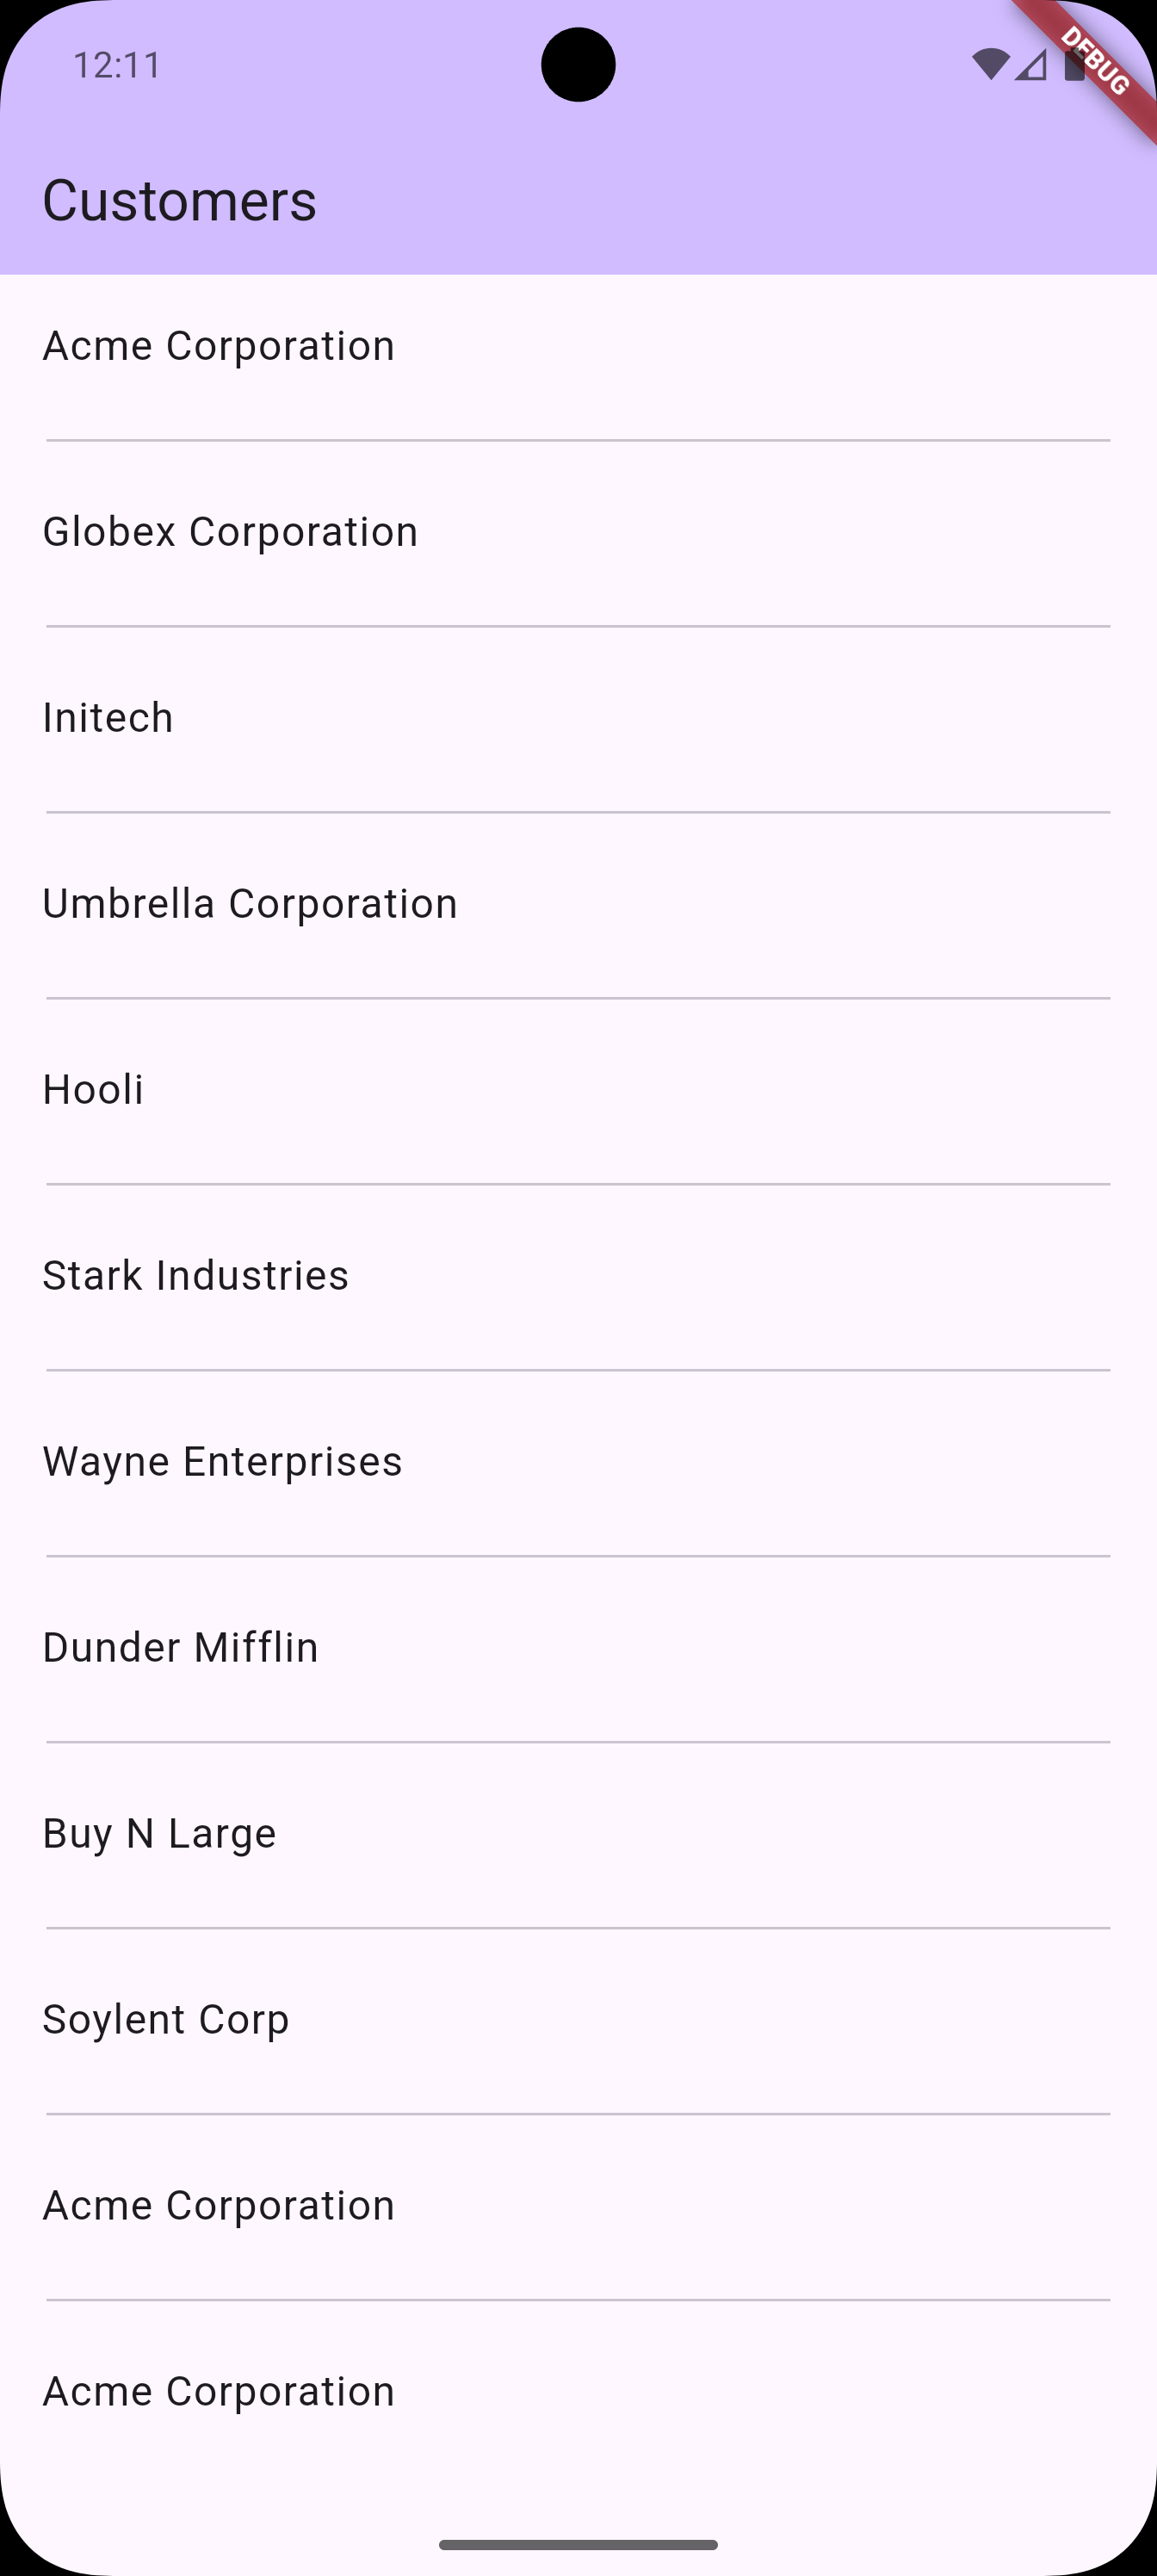 12:11
DEBUG
Customers
Acme Corporation
Globex Corporation
Initech
Umbrella Corporation
Hooli
Stark Industries
Wayne Enterprises
Dunder Mifflin
Buy N Large
Soylent Corp
Acme Corporation
Acme Corporation